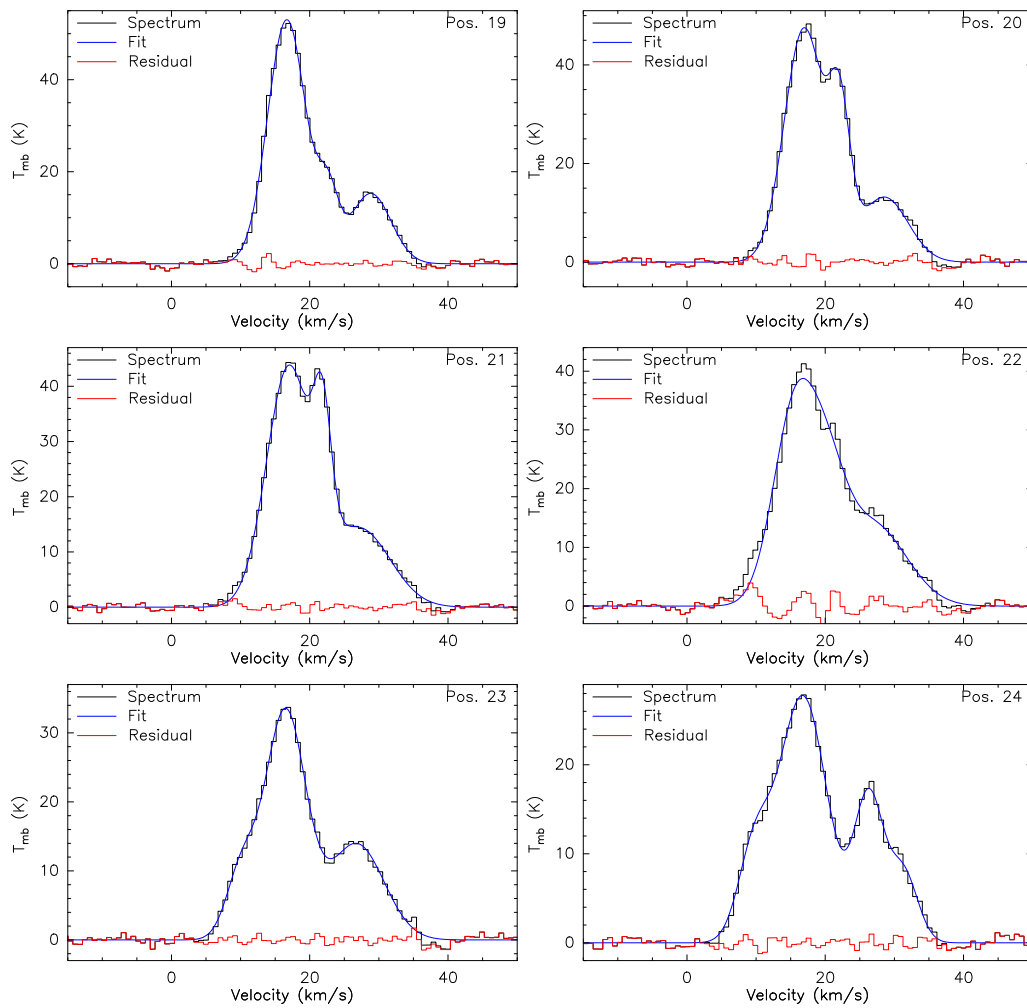 Spectrum
Fit
Residual
Pos. 19
T_mb (K)
0
20
40
0
20
40
Velocity (km/s)
Spectrum
Fit
Residual
Pos. 20
T_mb (K)
0
20
40
0
20
40
Velocity (km/s)
Spectrum
Fit
Residual
Pos. 21
T_mb (K)
0
10
20
30
40
0
20
40
Velocity (km/s)
Spectrum
Fit
Residual
Pos. 22
T_mb (K)
0
10
20
30
40
0
20
40
Velocity (km/s)
Spectrum
Fit
Residual
Pos. 23
T_mb (K)
0
10
20
30
0
20
40
Velocity (km/s)
Spectrum
Fit
Residual
Pos. 24
T_mb (K)
0
10
20
0
20
40
Velocity (km/s)